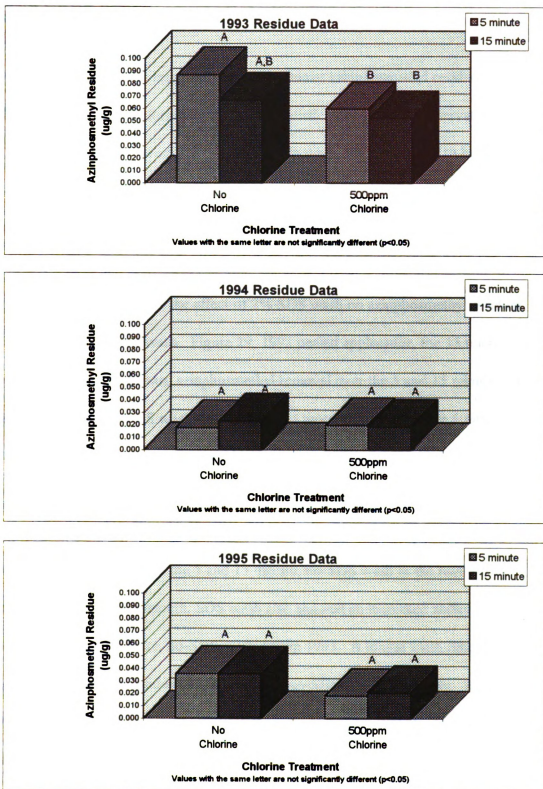 1993 Residue Data
5 minute
15 minute
A
A,B
B
B
Azinphosmethyl Residue
(ug/g)
0.100
0.090
0.080
0.070
0.060
0.050
0.040
0.030
0.020
0.010
0.000
No
Chlorine
500ppm
Chlorine
Chlorine Treatment
Values with the same letter are not significantly different (p<0.05)
1994 Residue Data
5 minute
15 minute
A
A
A
A
Azinphosmethyl Residue
(ug/g)
0.100
0.090
0.080
0.070
0.060
0.050
0.040
0.030
0.020
0.010
0.000
No
Chlorine
500ppm
Chlorine
Chlorine Treatment
Values with the same letter are not significantly different (p<0.05)
1995 Residue Data
5 minute
15 minute
A
A
A
A
Azinphosmethyl Residue
(ug/g)
0.100
0.090
0.080
0.070
0.060
0.050
0.040
0.030
0.020
0.010
0.000
No
Chlorine
500ppm
Chlorine
Chlorine Treatment
Values with the same letter are not significantly different (p<0.05)